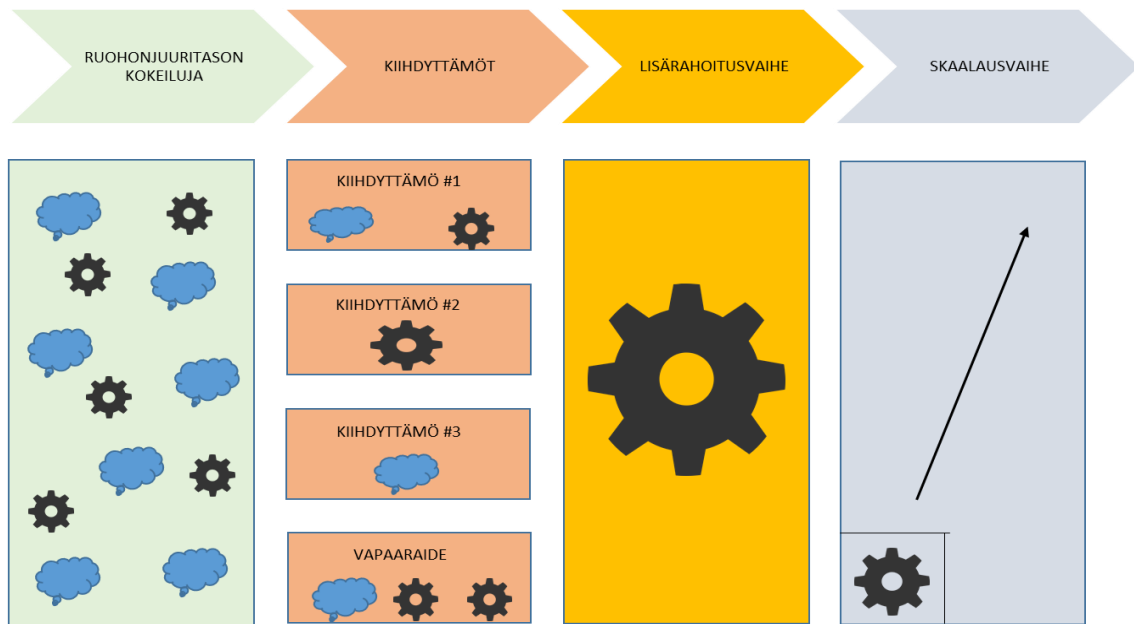 RUOHONJUURITASON
KOKEILUJA
KIIHDYTTÄMÖT
LISÄRAHOITUSVAIHE
SKAALAUSVAIHE
KIIHDYTTÄMÖ #1
KIIHDYTTÄMÖ #2
KIIHDYTTÄMÖ #3
VAPAARAIDE